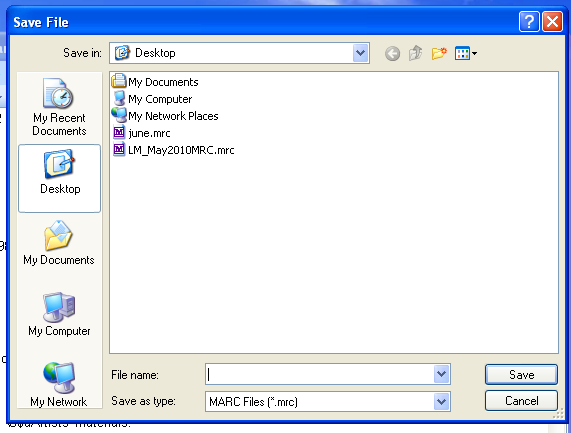 Save File
Save in:
Desktop
My Recent
Documents
Desktop
My Documents
My Computer
My Network
My Documents
My Computer
My Network Places
june.mrc
LM_May2010MRC.mrc
File name:
Save
Save as type:
MARC Files (*.mrc)
Cancel